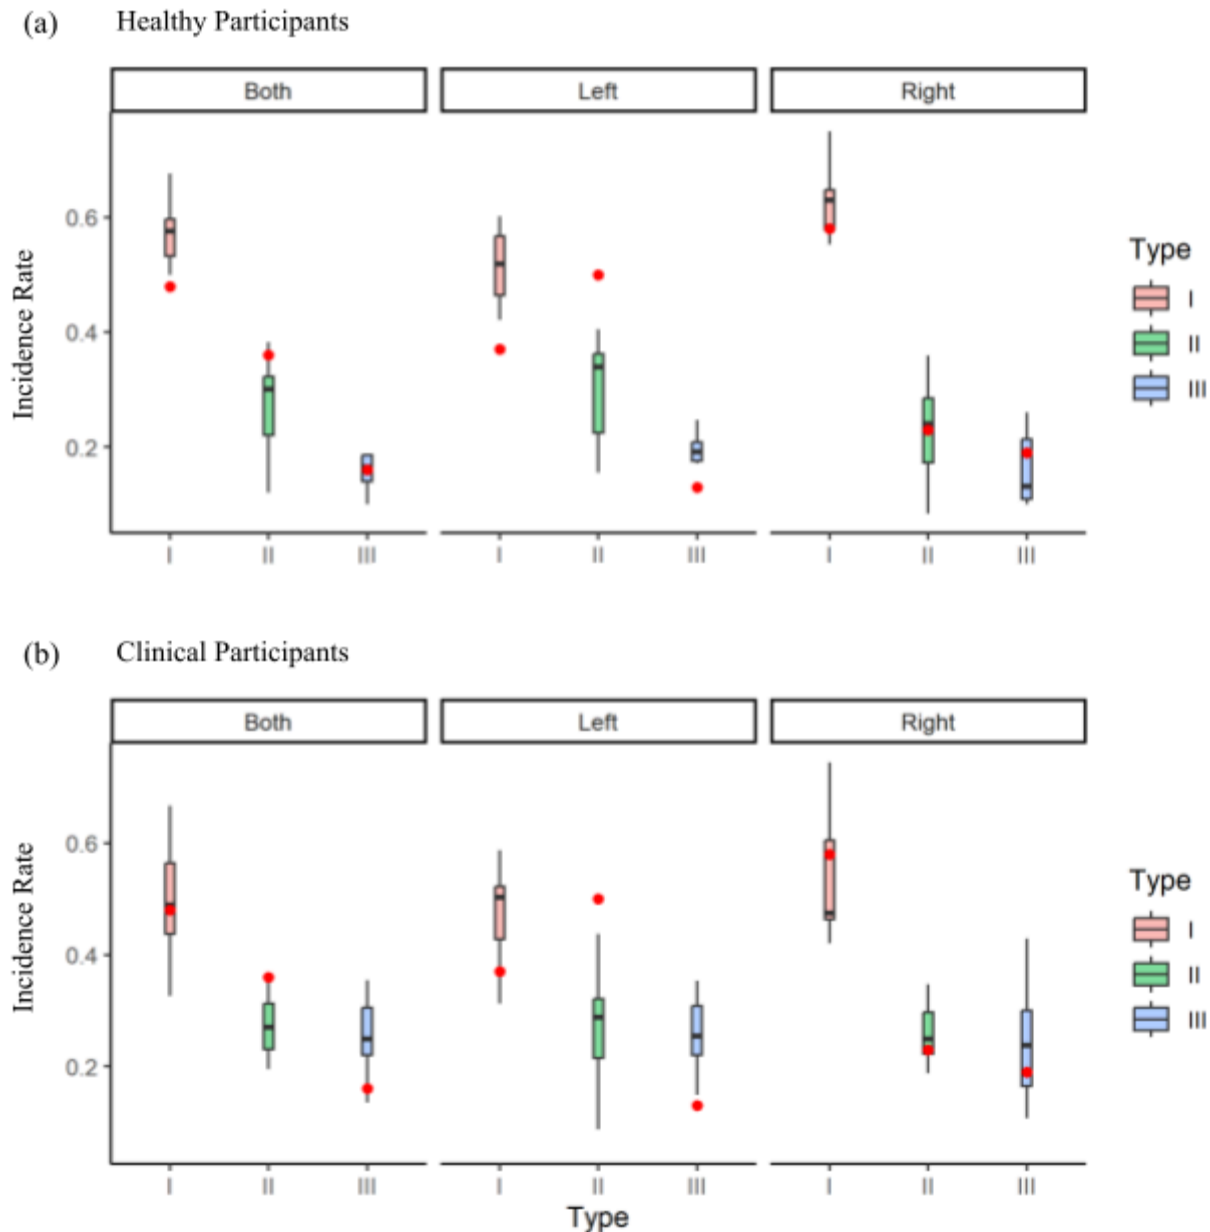 (a) Healthy Participants
Both Left Right
Incidence Rate
0.6
0.4
0.2
I II III I II III I II III
Type
I
II
III
(b) Clinical Participants
Both Left Right
Incidence Rate
0.6
0.4
0.2
I II III I II III I II III
Type
Type
I
II
III